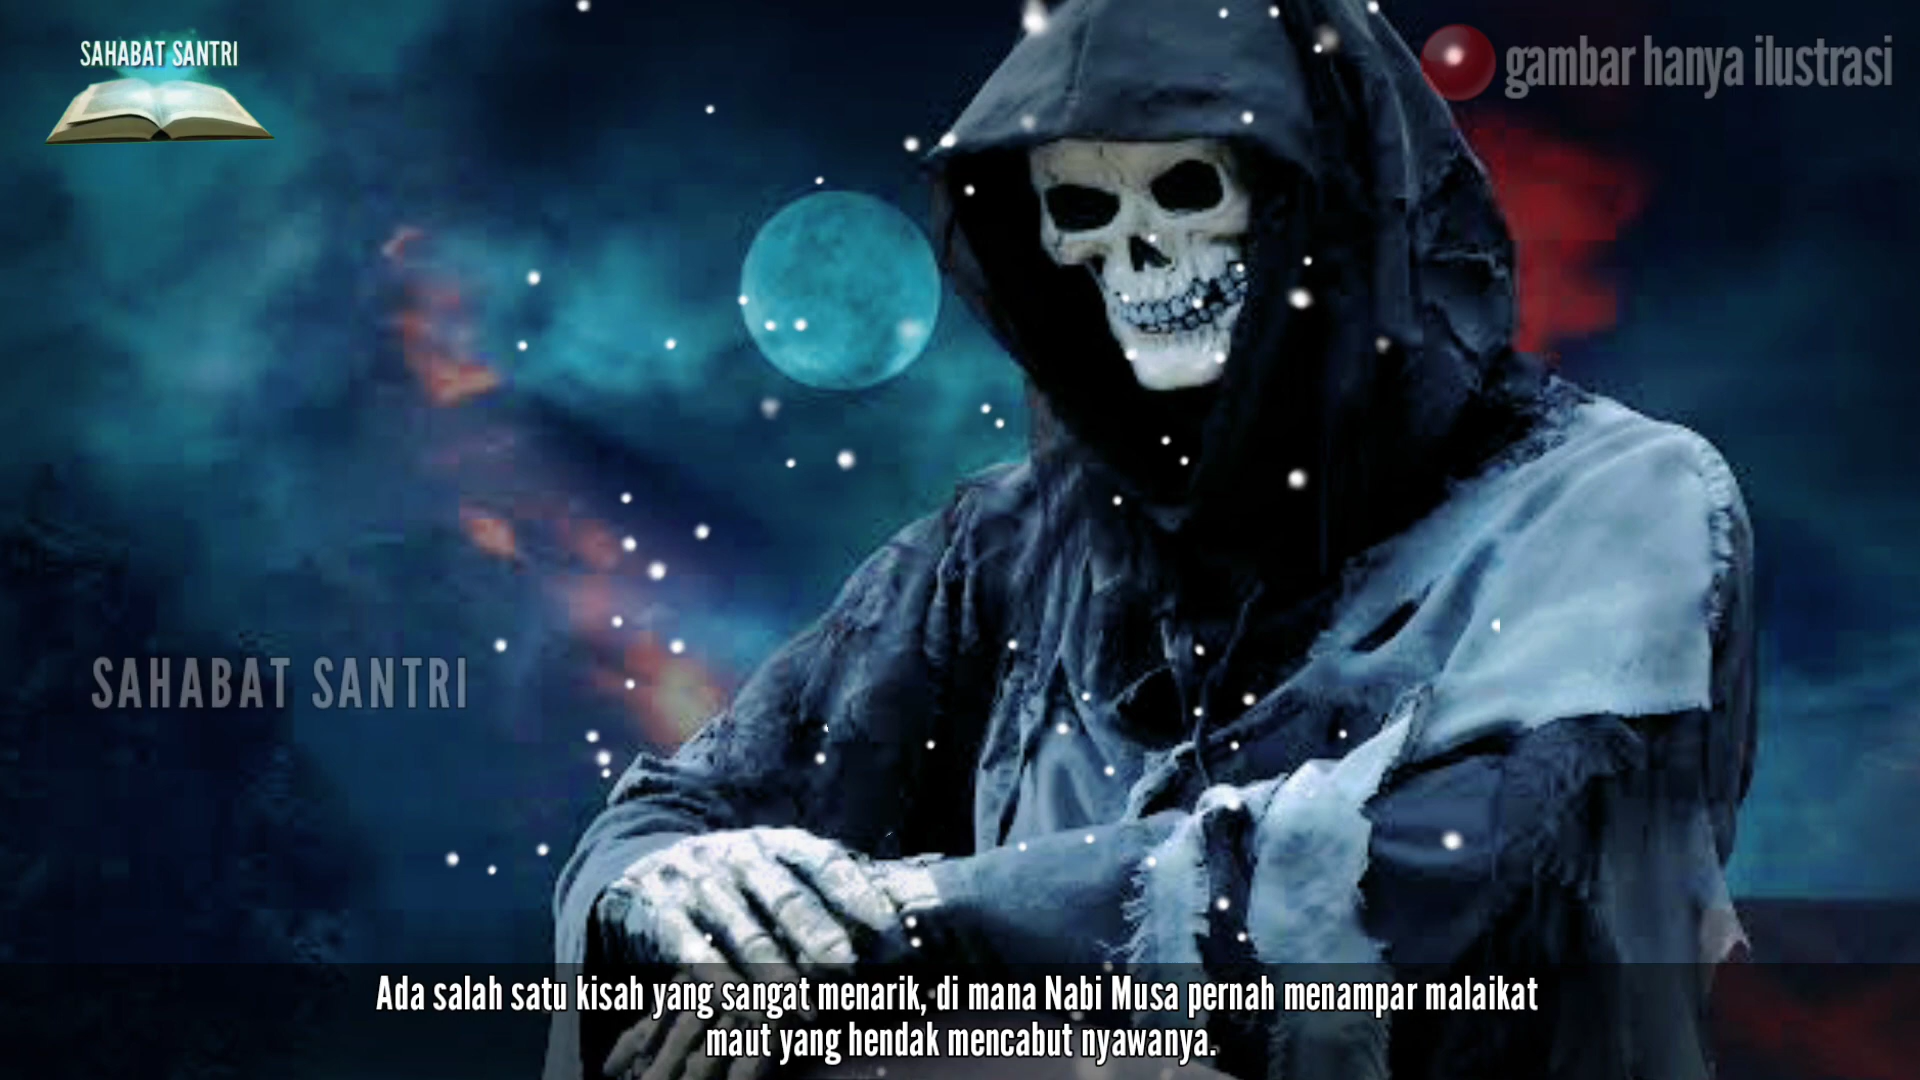 SAHABAT SANTRI
gambar hanya ilustrasi
SAHABAT SANTRI
Ada salah satu kisah yang sangat menarik, di mana Nabi Musa pernah menampar malaikat
maut yang hendak mencabut nyawanya.